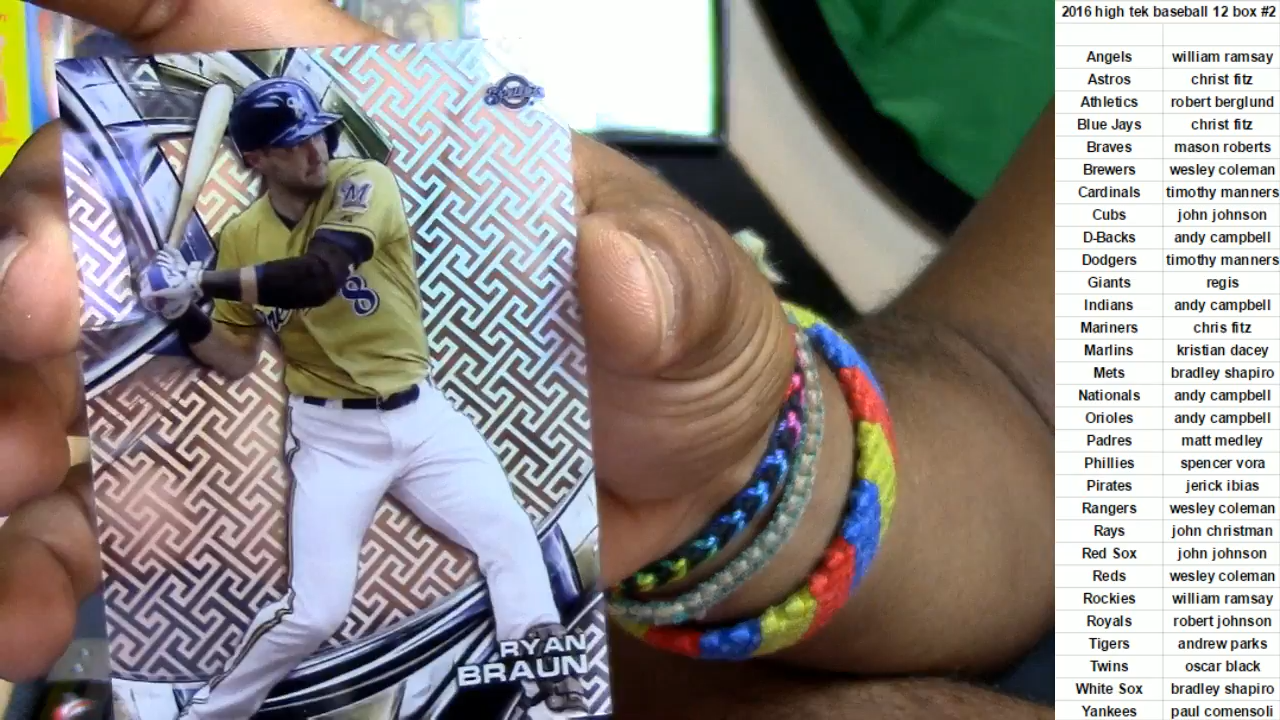 BREWERS
M
8
RYAN
BRAUN
2016 high tek baseball 12 box #2
Angels william ramsay
Astros christ fitz
Athletics robert berglund
Blue Jays christ fitz
Braves mason roberts
Brewers wesley coleman
Cardinals timothy manners
Cubs john johnson
D-Backs andy campbell
Dodgers timothy manners
Giants regis
Indians andy campbell
Mariners chris fitz
Marlins kristian dacey
Mets bradley shapiro
Nationals andy campbell
Orioles andy campbell
Padres matt medley
Phillies spencer vora
Pirates jerick ibias
Rangers wesley coleman
Rays john christman
Red Sox john johnson
Reds wesley coleman
Rockies william ramsay
Royals robert johnson
Tigers andrew parks
Twins oscar black
White Sox bradley shapiro
Yankees paul comensoli